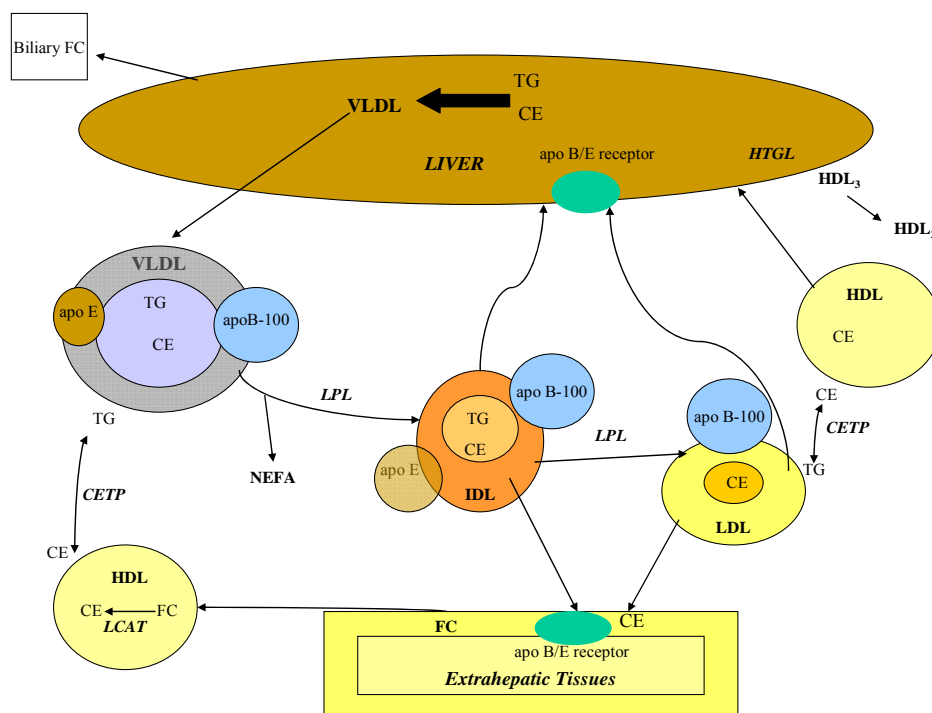 Biliary FC
TG
VLDL
CE
LIVER
apo B/E receptor
HTGL
HDL3
HDL
VLDL
apo E
TG
CE
apoB-100
HDL
CE
TG
CETP
CE
LPL
NEFA
TG
CE
apo B-100
apo E
IDL
LPL
apo B-100
CE
LDL
CE
CETP
TG
HDL
CE
FC
LCAT
FC
CE
apo B/E receptor
Extrahepatic Tissues